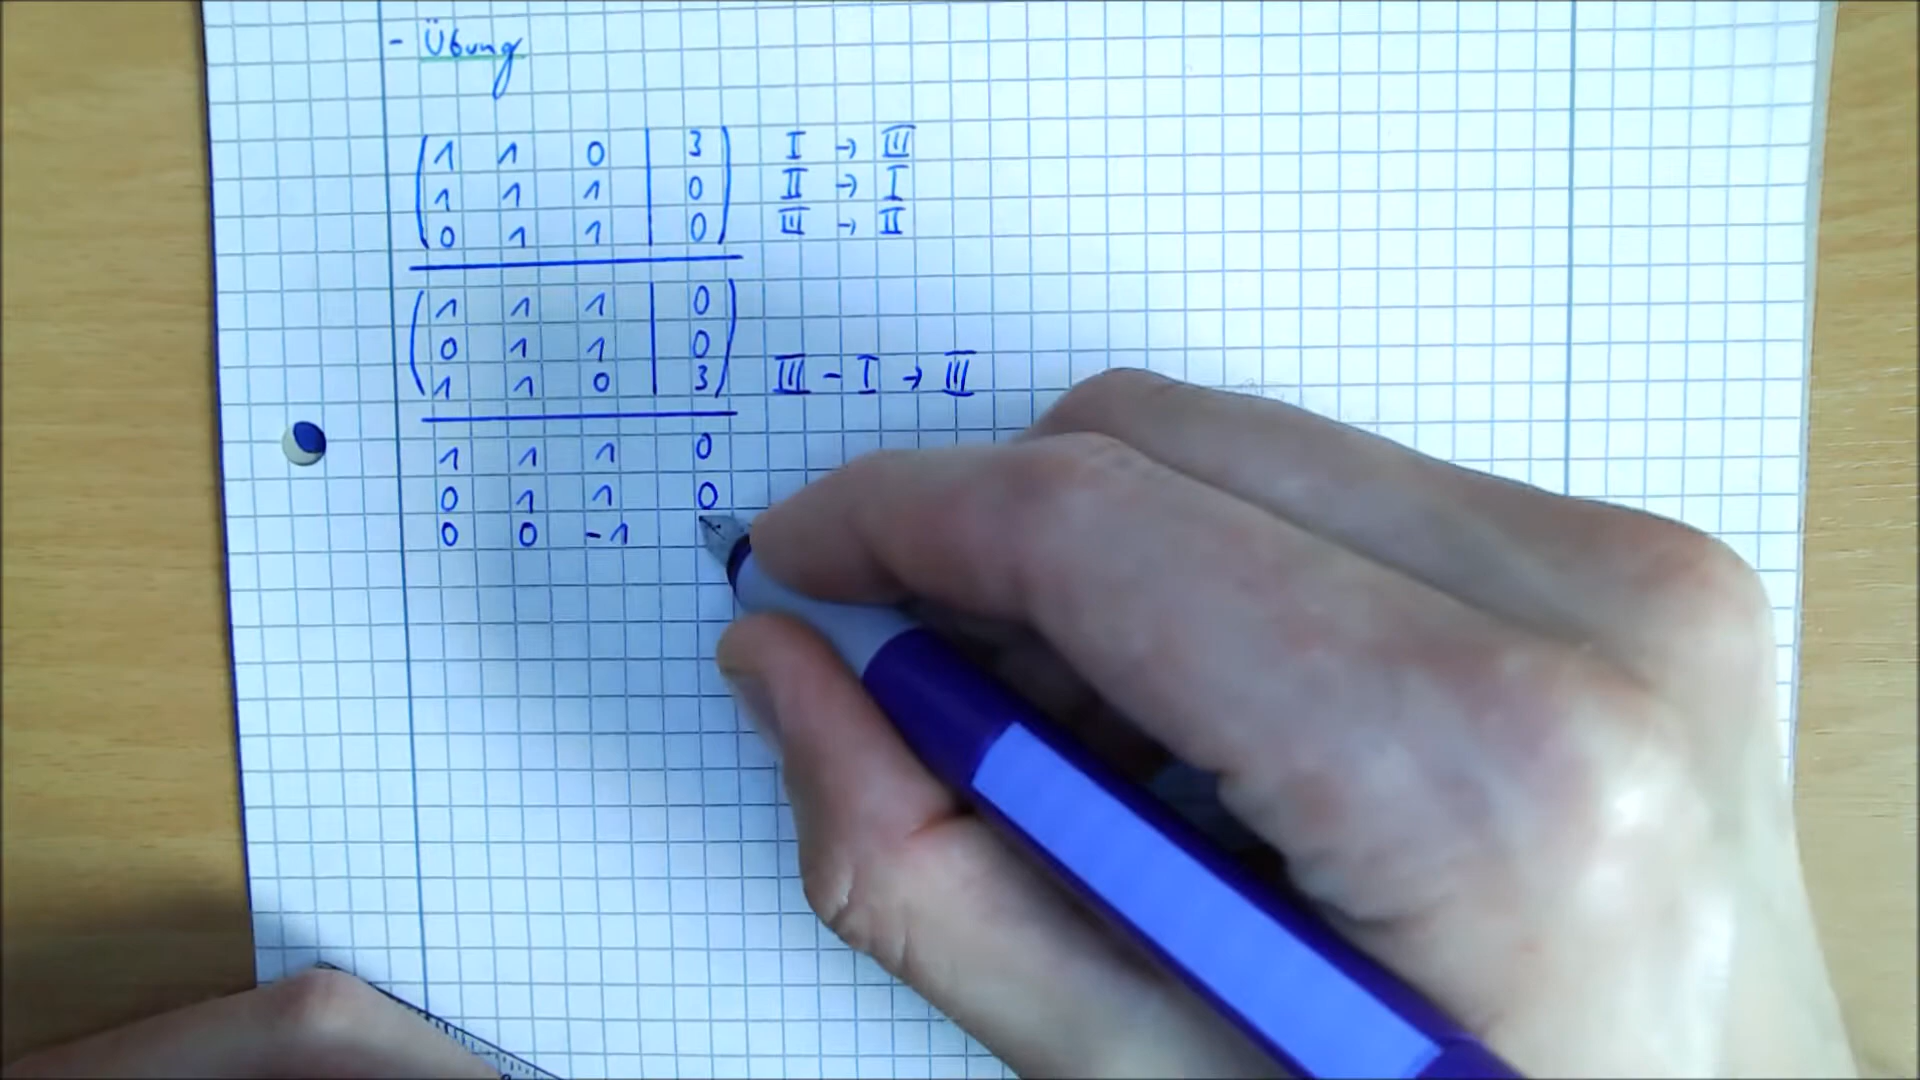 - Übung
1 1 0 | 3 I → III
1 1 1 | 0 II → I
0 1 1 | 0 III → II
1 1 1 | 0
0 1 1 | 0
1 1 0 | 3 III - I → III
1 1 1 0
0 1 1 0
0 0 -1